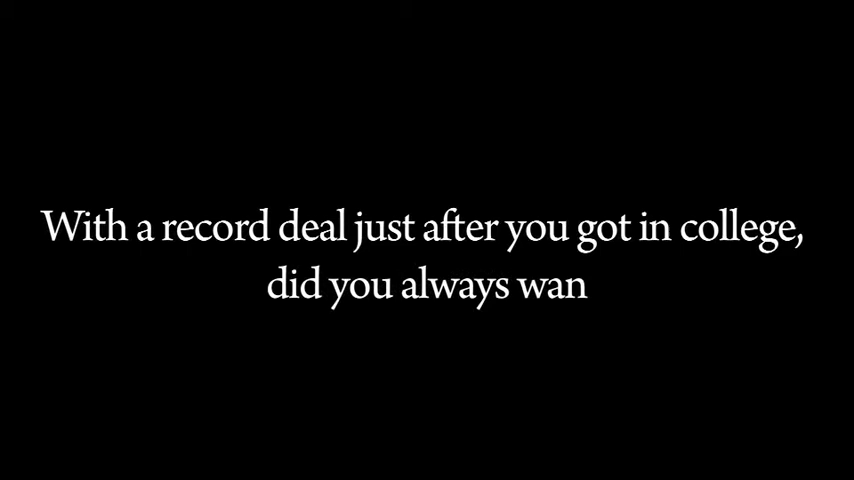 With a record deal just after you got in college,
did you always wan